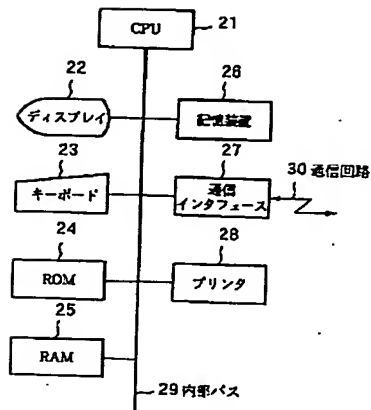 21
CPU
22
26
ディスプレイ
記憶装置
23
27
30 通信回路
キーボード
通信
インタフェース
24
28
ROM
プリンタ
25
RAM
29 内部バス